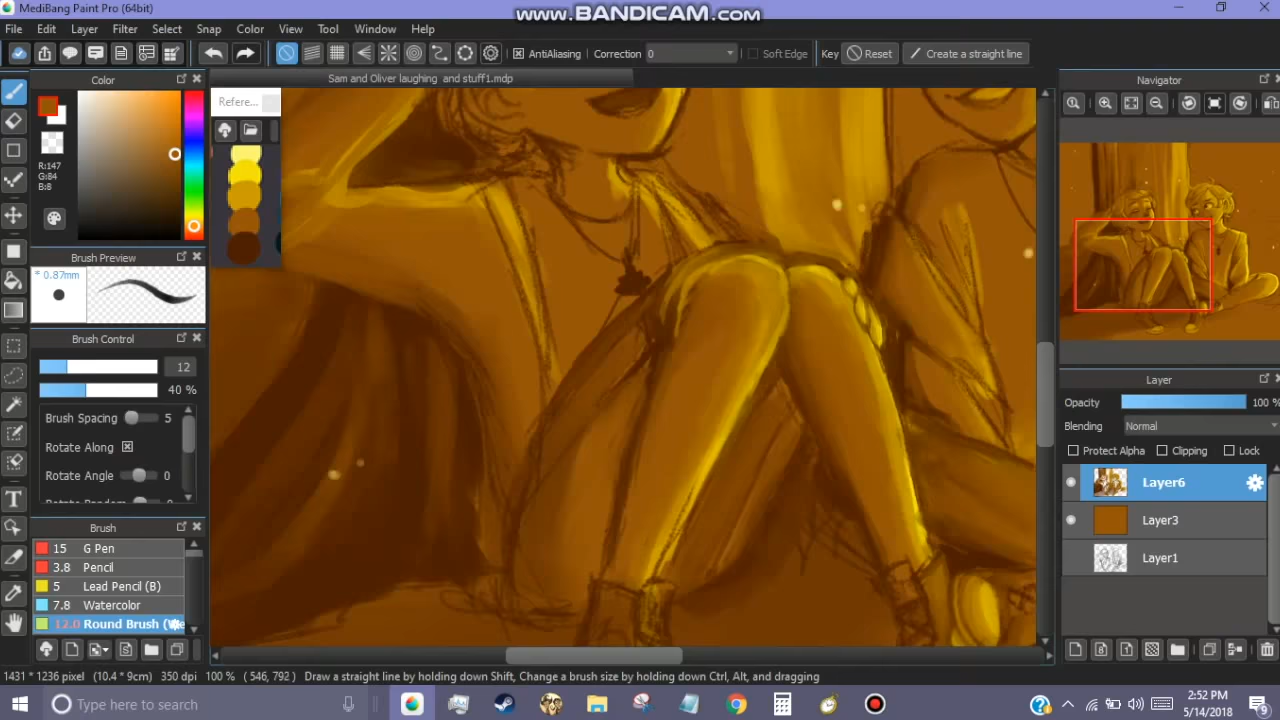 MediBang Paint Pro (64bit)
www.BANDICAM.com
File Edit Layer Filter Select Snap Color View Tool Window Help
AntiAliasing Correction 0 Soft Edge Key Reset Create a straight line
Color
Sam and Oliver laughing and stuff1.mdp
Navigator
Refere...
R:147
G:84
B:8
Brush Preview
* 0.87mm
Brush Control
12
40 %
Brush Spacing 5
Rotate Along
Rotate Angle 0
Brush
15 G Pen
3.8 Pencil
5 Lead Pencil (B)
7.8 Watercolor
12.0 Round Brush
Layer
Opacity 100 %
Blending Normal
Protect Alpha Clipping Lock
Layer6
Layer3
Layer1
1431 * 1236 pixel (10.4 * 9cm) 350 dpi 100 % ( 546, 792 ) Draw a straight line by holding down Shift, Change a brush size by holding down Ctrl, Alt, and dragging
Type here to search
2:52 PM
5/14/2018
9